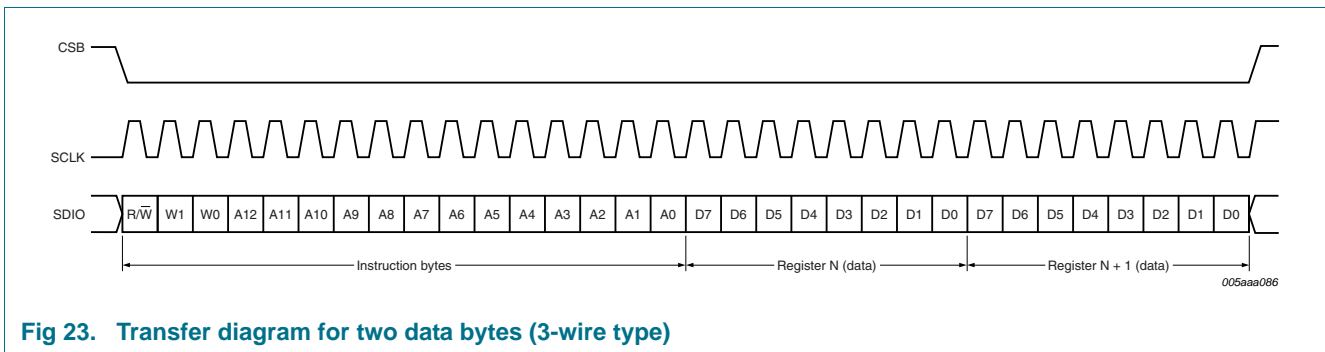 CSB
SCLK
SDIO R/W̅ W1 W0 A12 A11 A10 A9 A8 A7 A6 A5 A4 A3 A2 A1 A0 D7 D6 D5 D4 D3 D2 D1 D0 D7 D6 D5 D4 D3 D2 D1 D0
Instruction bytes Register N (data) Register N + 1 (data)
005aaa086
Fig 23. Transfer diagram for two data bytes (3-wire type)